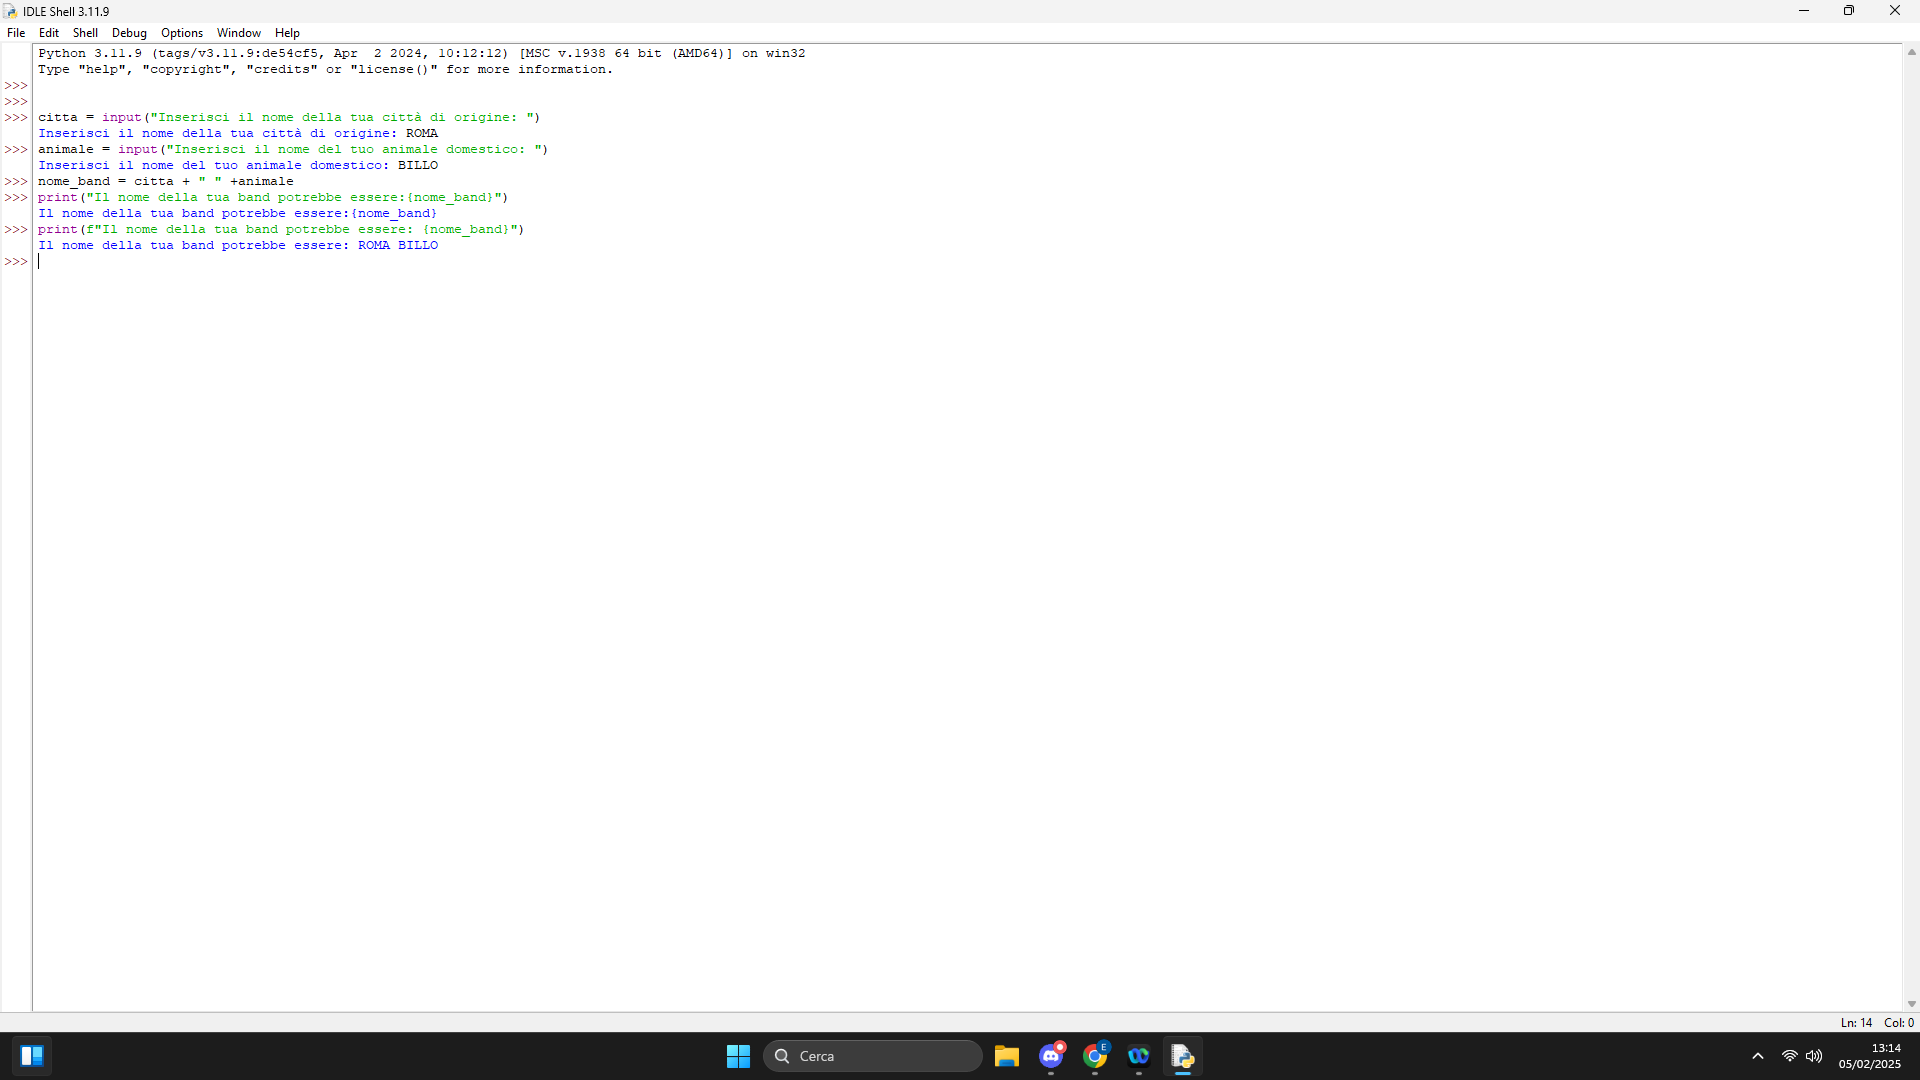 IDLE Shell 3.11.9
File Edit Shell Debug Options Window Help
Python 3.11.9 (tags/v3.11.9:de54cf5, Apr  2 2024, 10:12:12) [MSC v.1938 64 bit (AMD64)] on win32
Type "help", "copyright", "credits" or "license()" for more information.
>>>
>>>
>>> citta = input("Inserisci il nome della tua città di origine: ")
Inserisci il nome della tua città di origine: ROMA
>>> animale = input("Inserisci il nome del tuo animale domestico: ")
Inserisci il nome del tuo animale domestico: BILLO
>>> nome_band = citta + " " +animale
>>> print("Il nome della tua band potrebbe essere:{nome_band}")
Il nome della tua band potrebbe essere:{nome_band}
>>> print(f"Il nome della tua band potrebbe essere: {nome_band}")
Il nome della tua band potrebbe essere: ROMA BILLO
>>>
Ln: 14 Col: 0
Cerca
E
13:14
05/02/2025